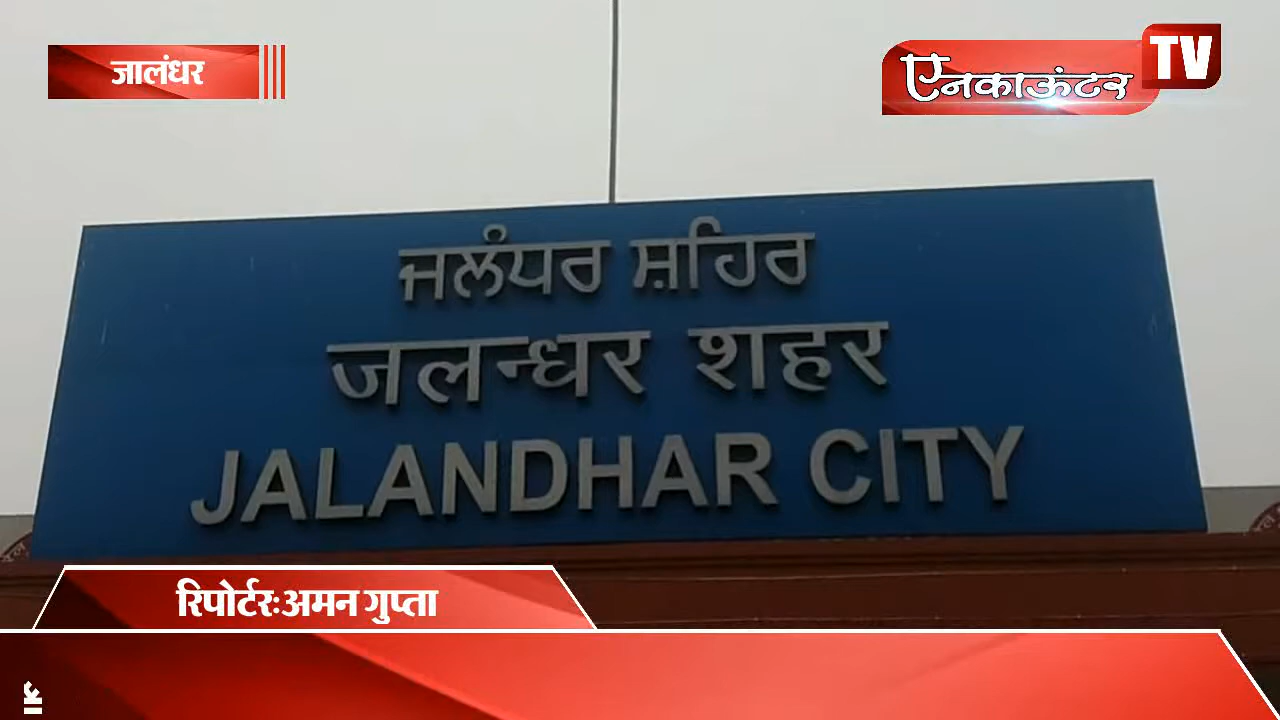 जालंधर
एनकाऊंटर TV
ਜਲੰਧਰ ਸ਼ਹਿਰ
जलन्धर शहर
JALANDHAR CITY
रिपोर्टर:अमन गुप्ता